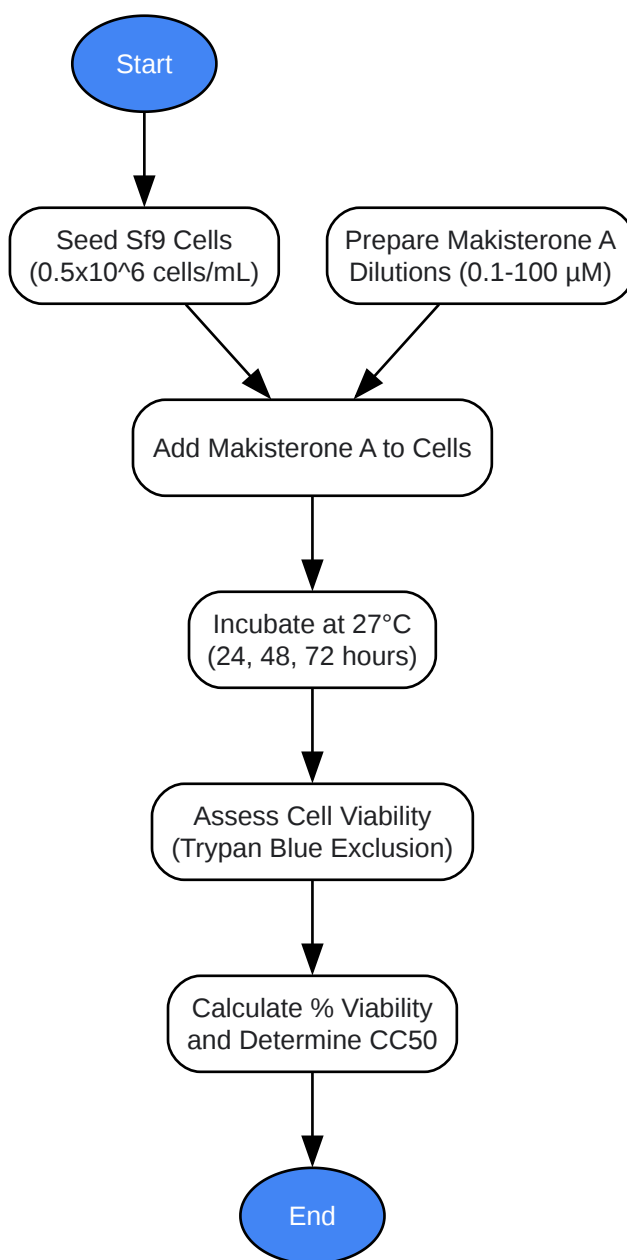 Start
Seed Sf9 Cells
(0.5x10^6 cells/mL)
Prepare Makisterone A
Dilutions (0.1-100 µM)
Add Makisterone A to Cells
Incubate at 27°C
(24, 48, 72 hours)
Assess Cell Viability
(Trypan Blue Exclusion)
Calculate % Viability
and Determine CC50
End